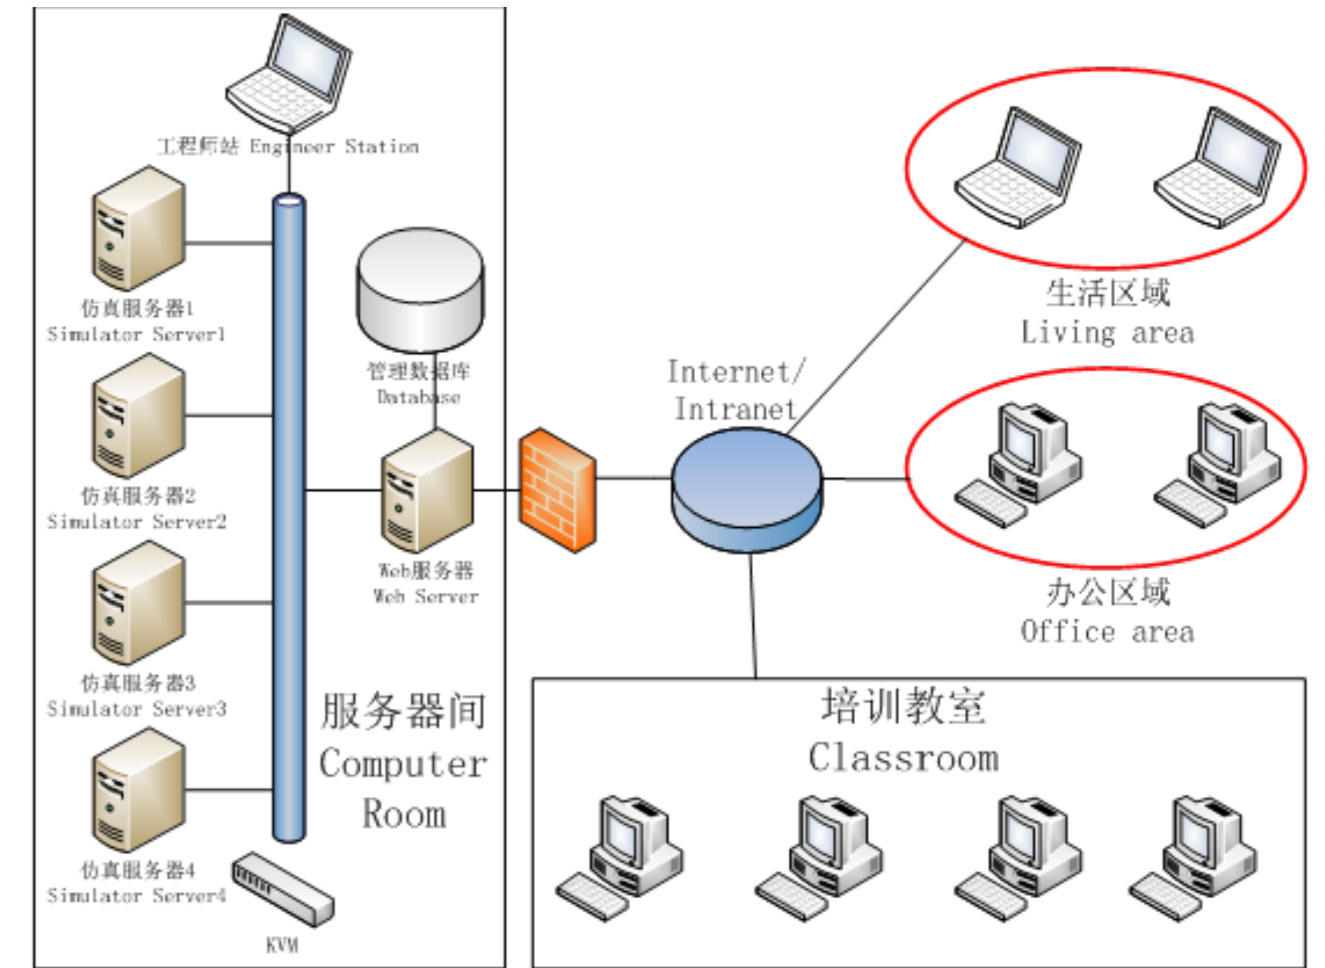 工程师站 Engineer Station
仿真服务器1
Simulator Server1
管理数据库
Database
仿真服务器2
Simulator Server2
Web服务器
Web Server
仿真服务器3
Simulator Server3
仿真服务器4
Simulator Server4
KVM
服务器间
Computer
Room
Internet/
Intranet
生活区域
Living area
办公区域
Office area
培训教室
Classroom